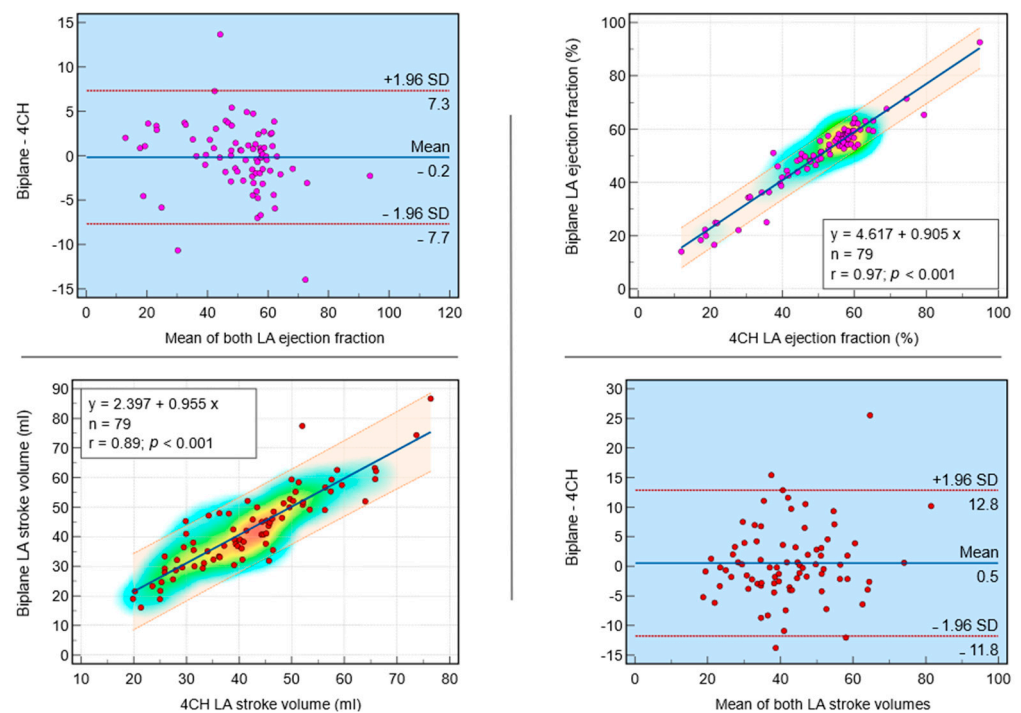 15
10
5
0
-5
-10
-15
Biplane - 4CH
+1.96 SD
7.3
Mean
- 0.2
- 1.96 SD
- 7.7
0 20 40 60 80 100 120
Mean of both LA ejection fraction
100
80
60
40
20
0
Biplane LA ejection fraction (%)
y = 4.617 + 0.905 x
n = 79
r = 0.97; p < 0.001
0 20 40 60 80 100
4CH LA ejection fraction (%)
90
80
70
60
50
40
30
20
10
0
Biplane LA stroke volume (ml)
y = 2.397 + 0.955 x
n = 79
r = 0.89; p < 0.001
10 20 30 40 50 60 70 80
4CH LA stroke volume (ml)
30
25
20
15
10
5
0
-5
-10
-15
Biplane - 4CH
+1.96 SD
12.8
Mean
0.5
- 1.96 SD
- 11.8
0 20 40 60 80 100
Mean of both LA stroke volumes